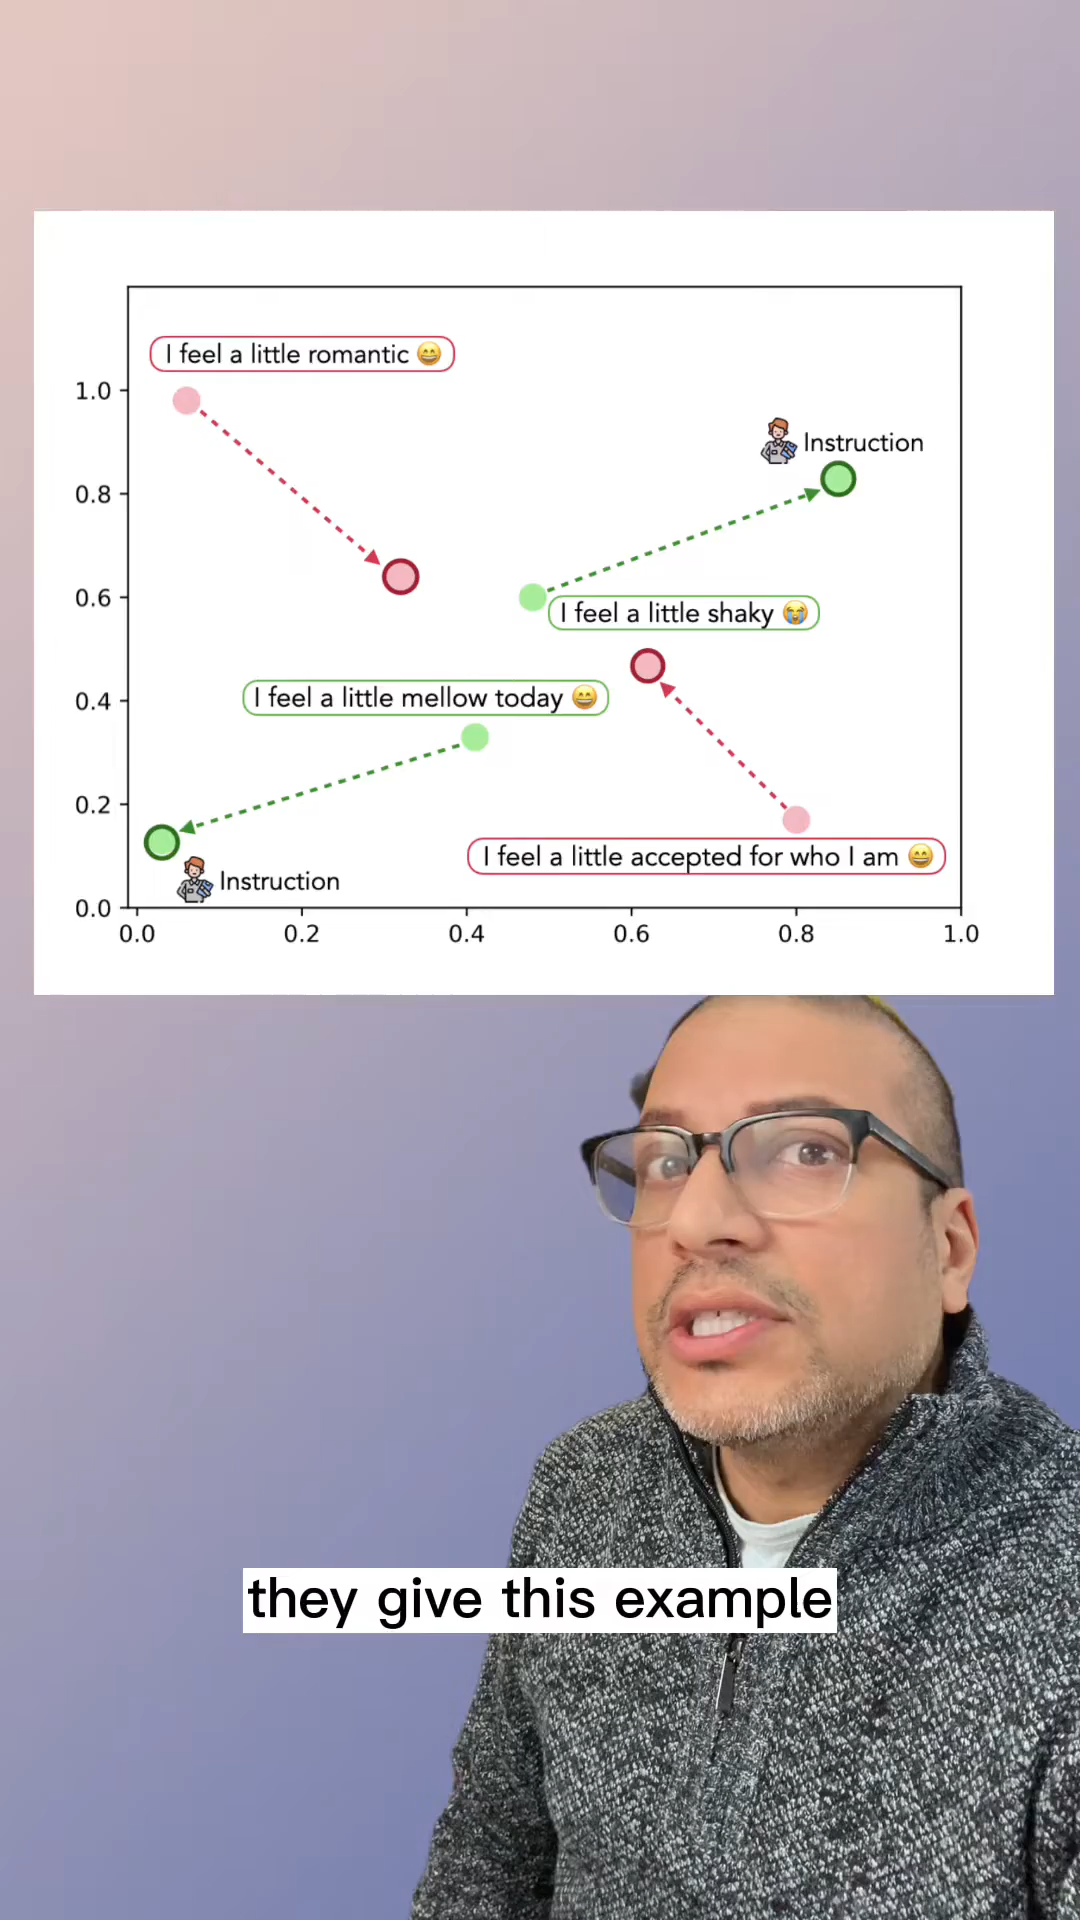 I feel a little romantic 😄
1.0
Instruction
0.8
0.6
I feel a little shaky 😭
I feel a little mellow today 😄
0.4
0.2
I feel a little accepted for who I am 😄
Instruction
0.0
0.0 0.2 0.4 0.6 0.8 1.0
they give this example